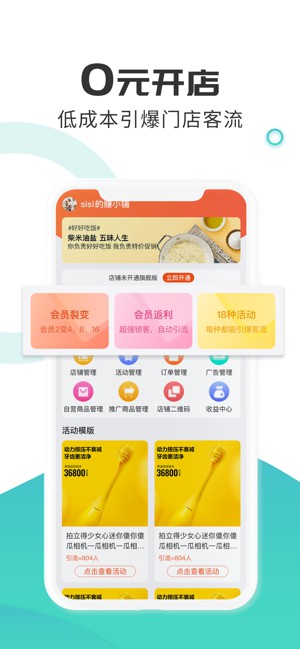 0元开店
低成本引爆门店客流
sisi的赚小铺
#好好吃饭#
柴米油盐 五味人生
你负责好好吃饭 我负责特价促销
店铺未开通旗舰版 立即开通
会员裂变 会员返利 18种活动
会员2变4、8、16 超强锁客，自动引流 每种都能引爆客流
店铺管理 活动管理 订单管理 广告管理
自营商品管理 推广商品管理 店铺二维码 收益中心
活动模版
动力按压不衰减 动力按压不衰减
牙齿更洁净 牙齿更洁净
36800 36800
拍立得少女心迷你傻你傻 拍立得少女心迷你傻你傻
瓜相机一瓜相机一瓜相机... 瓜相机一瓜相机一瓜相机...
引流»804人 引流»804人
点击查看活动 点击查看活动
动力按压不衰减 动力按压不衰减